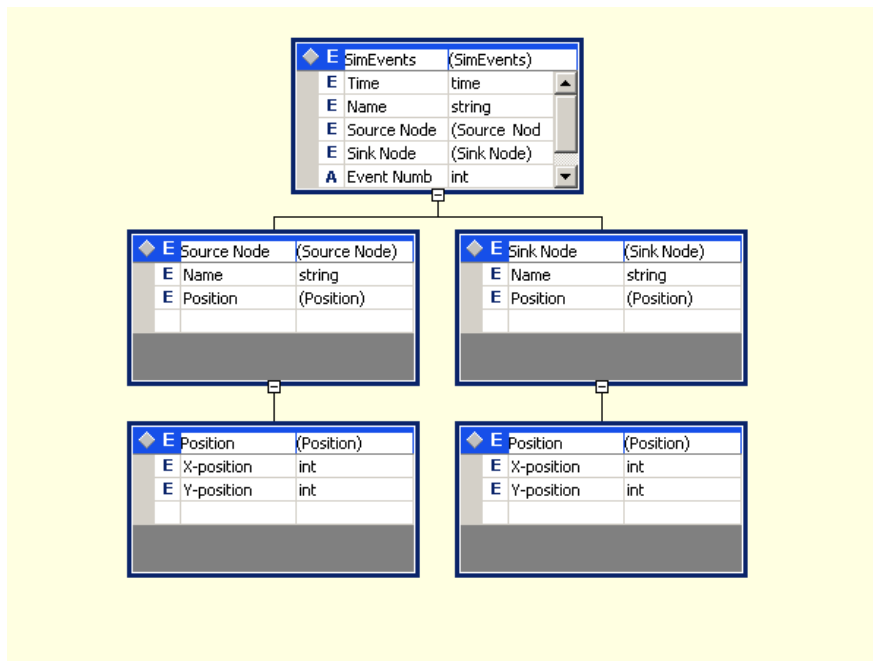 E SimEvents (SimEvents)
E Time time
E Name string
E Source Node (Source Nod
E Sink Node (Sink Node)
A Event Numb int
E Source Node (Source Node)
E Name string
E Position (Position)
E Sink Node (Sink Node)
E Name string
E Position (Position)
E Position (Position)
E X-position int
E Y-position int
E Position (Position)
E X-position int
E Y-position int